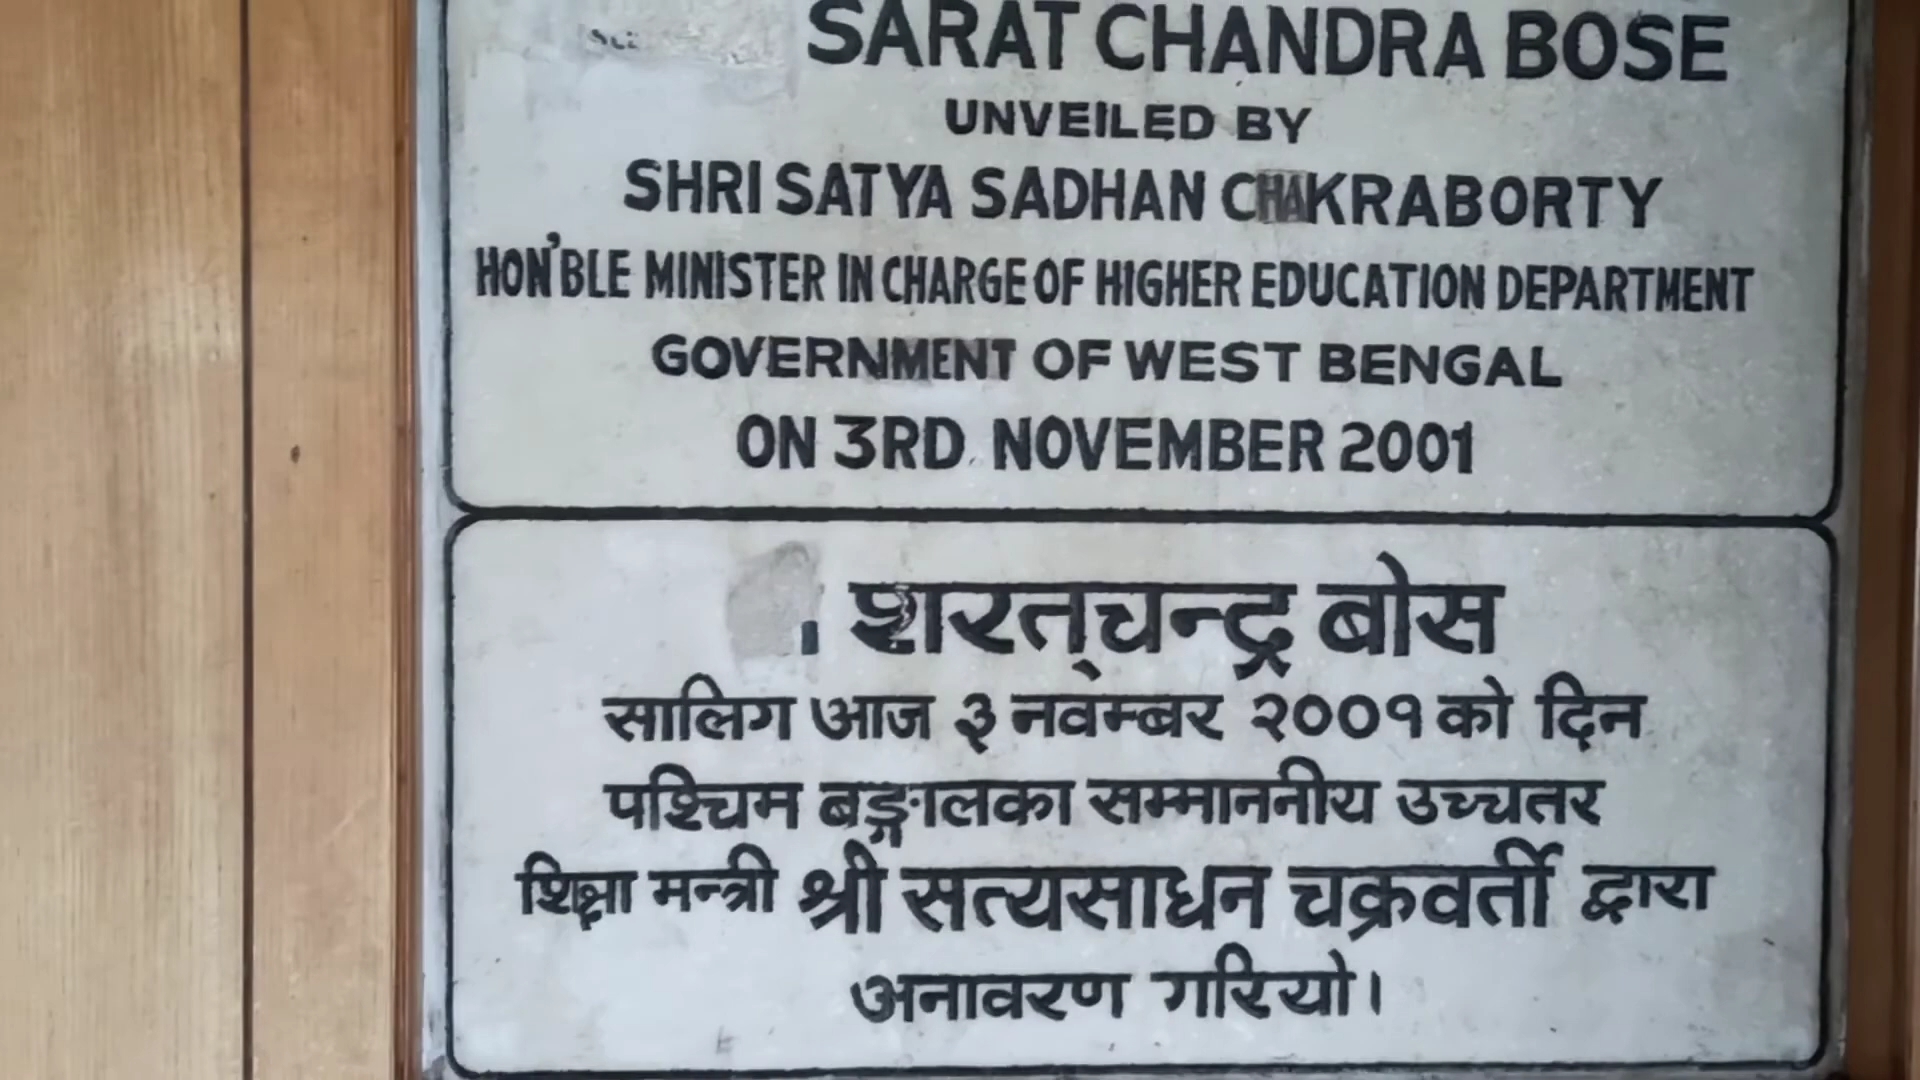 SARAT CHANDRA BOSE
UNVEILED BY
SHRI SATYA SADHAN CHAKRABORTY
HON'BLE MINISTER IN CHARGE OF HIGHER EDUCATION DEPARTMENT
GOVERNMENT OF WEST BENGAL
ON 3RD NOVEMBER 2001
शरत्चन्द्र बोस
सालिग आज ३ नवम्बर २००१ को दिन
पश्चिम बङ्गालका सम्माननीय उच्चतर
शिक्षा मन्त्री श्री सत्यसाधन चक्रवर्ती द्वारा
अनावरण गरियो।